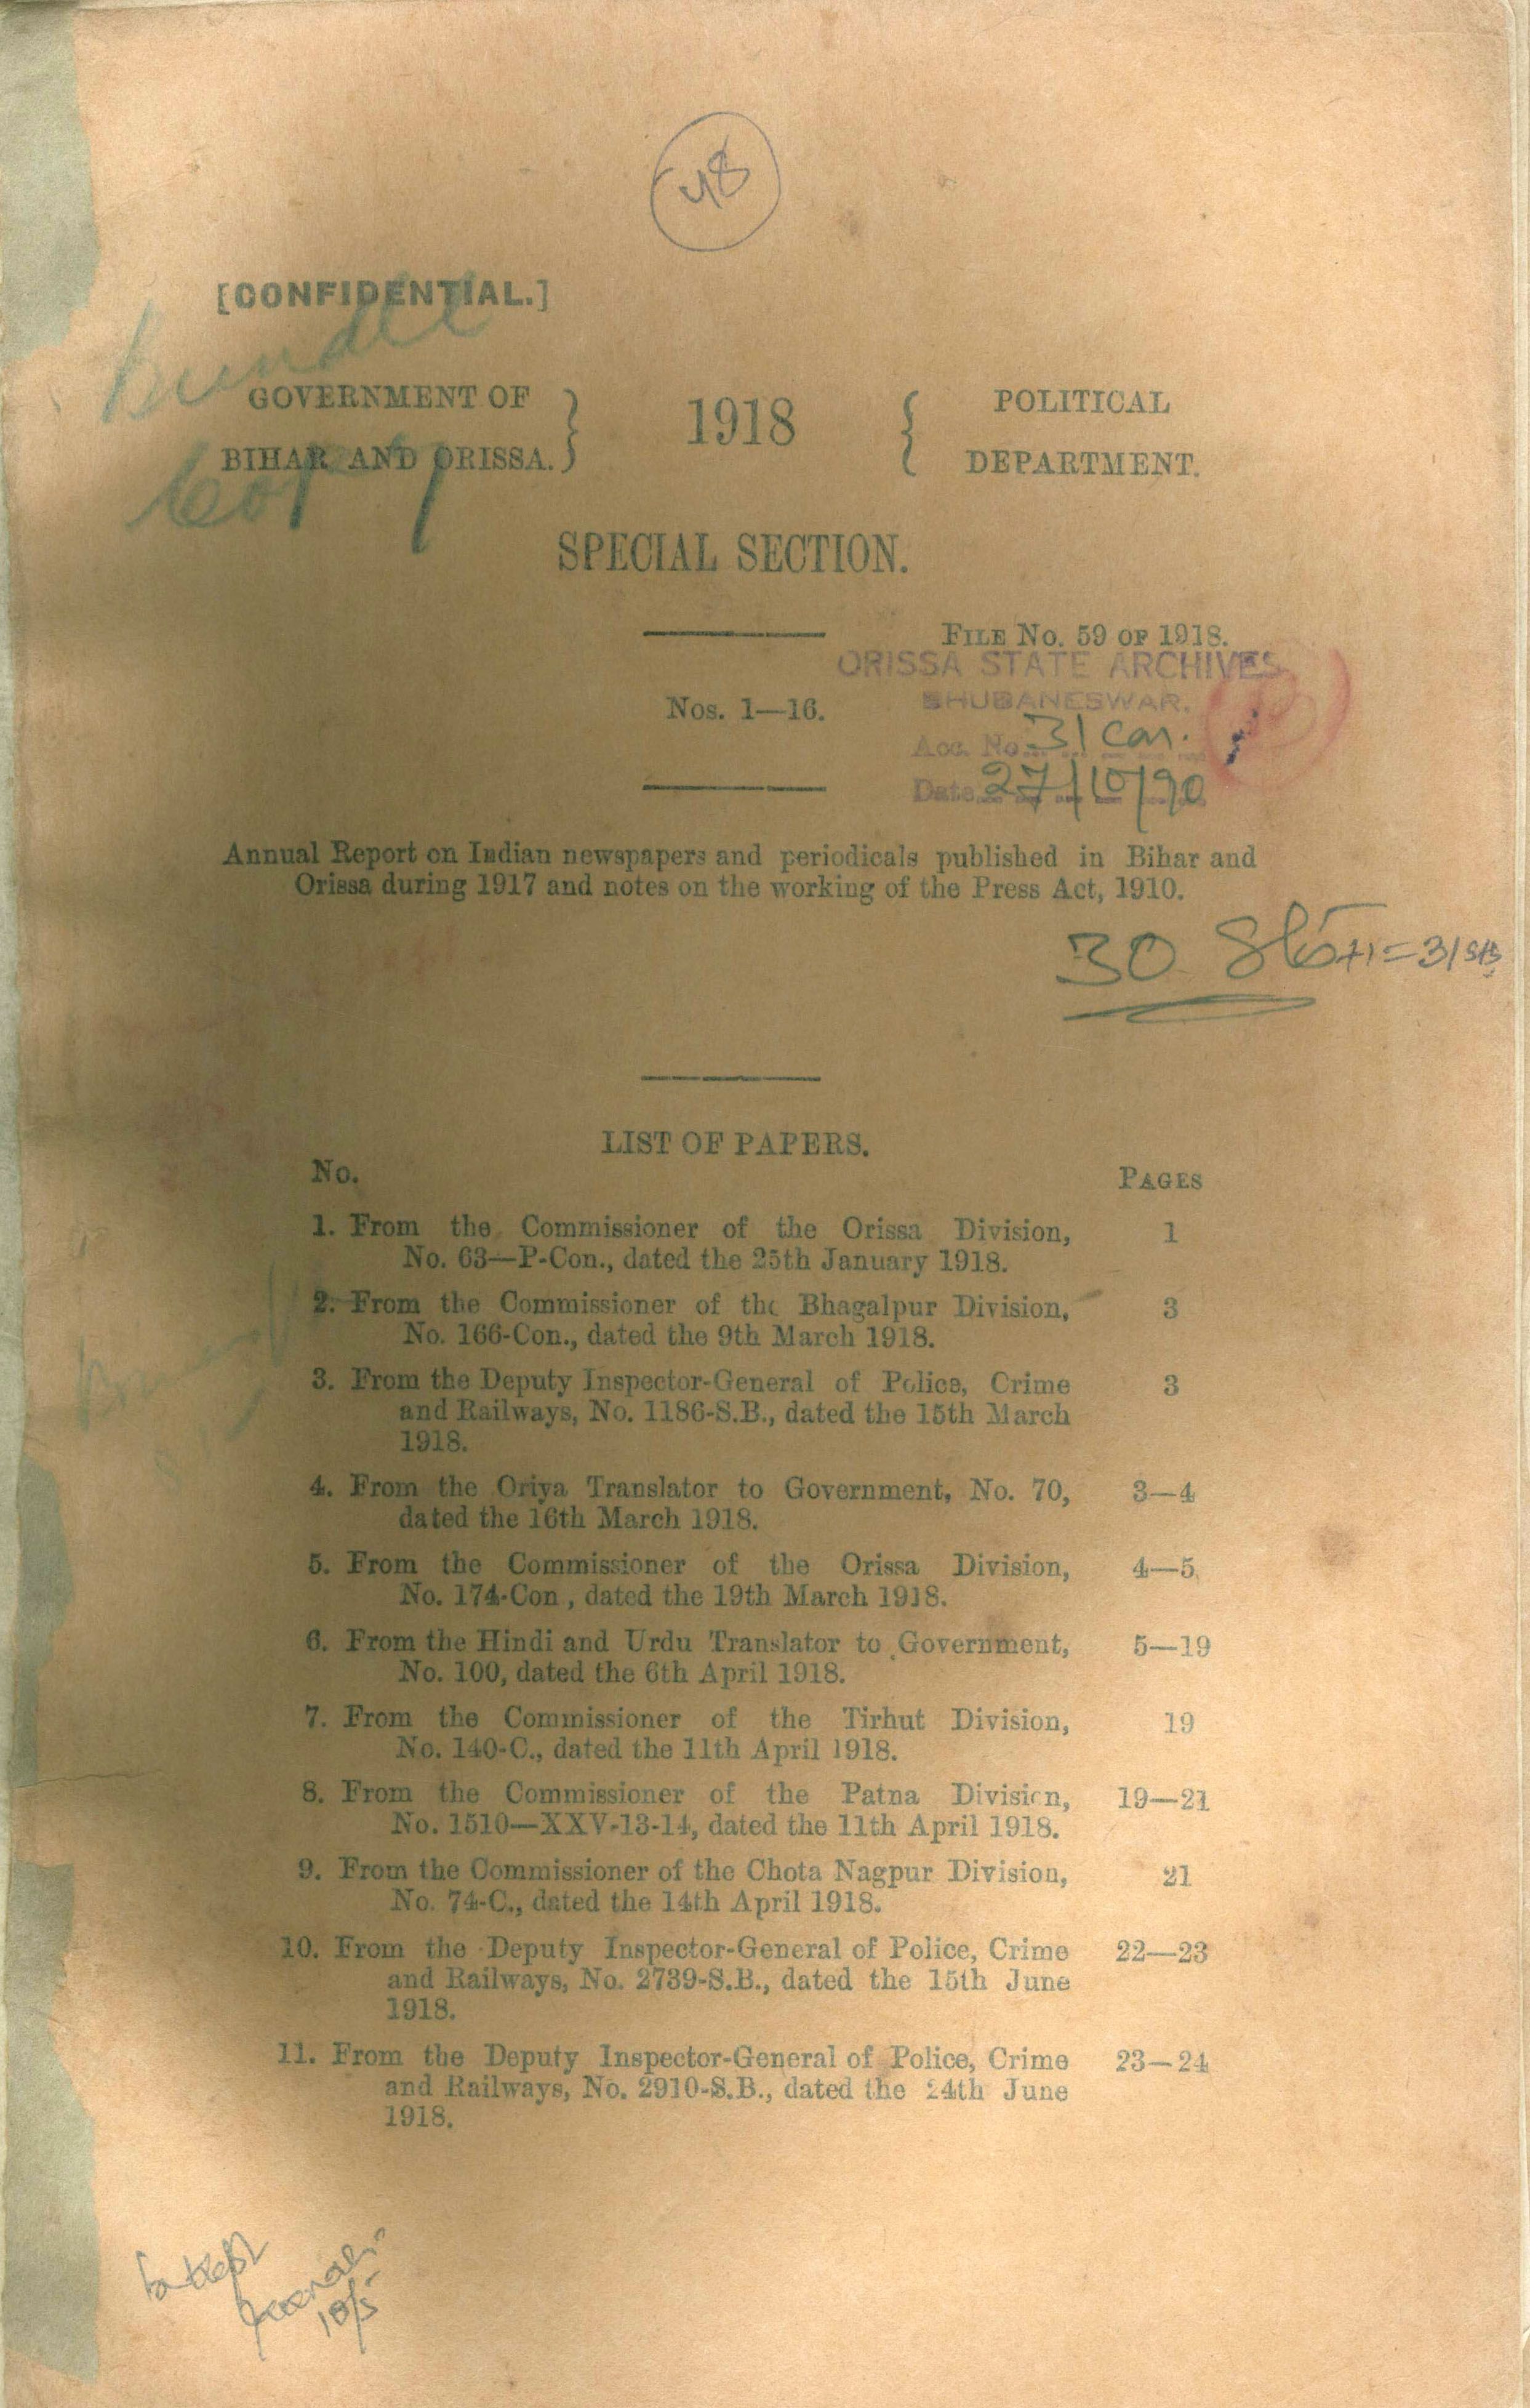 48
[CONFIDENTIAL.]
Bundle
GOVERNMENT OF
BIHAR AND ORISSA.
1918
POLITICAL
DEPARTMENT.
Copy
SPECIAL SECTION.
FILE No. 59 OF 1918.
ORISSA STATE ARCHIVES
BHUBANESWAR.
Nos. 1—16.
Acc. No. 31 Con.
Date 27/10/90
Annual Report on Indian newspapers and periodicals published in Bihar and
Orissa during 1917 and notes on the working of the Press Act, 1910.
30 +1=31
LIST OF PAPERS.
No. PAGES
1. From the Commissioner of the Orissa Division, 1
No. 63—P-Con., dated the 25th January 1918.
2. From the Commissioner of the Bhagalpur Division, 3
No. 166-Con., dated the 9th March 1918.
3. From the Deputy Inspector-General of Police, Crime 3
and Railways, No. 1186-S.B., dated the 15th March
1918.
4. From the Oriya Translator to Government, No. 70, 3—4
dated the 16th March 1918.
5. From the Commissioner of the Orissa Division, 4—5
No. 174-Con., dated the 19th March 1918.
6. From the Hindi and Urdu Translator to Government, 5—19
No. 100, dated the 6th April 1918.
7. From the Commissioner of the Tirhut Division, 19
No. 140-C., dated the 11th April 1918.
8. From the Commissioner of the Patna Division, 19—21
No. 1510—XXV-13-14, dated the 11th April 1918.
9. From the Commissioner of the Chota Nagpur Division, 21
No. 74-C., dated the 14th April 1918.
10. From the Deputy Inspector-General of Police, Crime 22—23
and Railways, No. 2739-S.B., dated the 15th June
1918.
11. From the Deputy Inspector-General of Police, Crime 23—24
and Railways, No. 2910-S.B., dated the 24th June
1918.